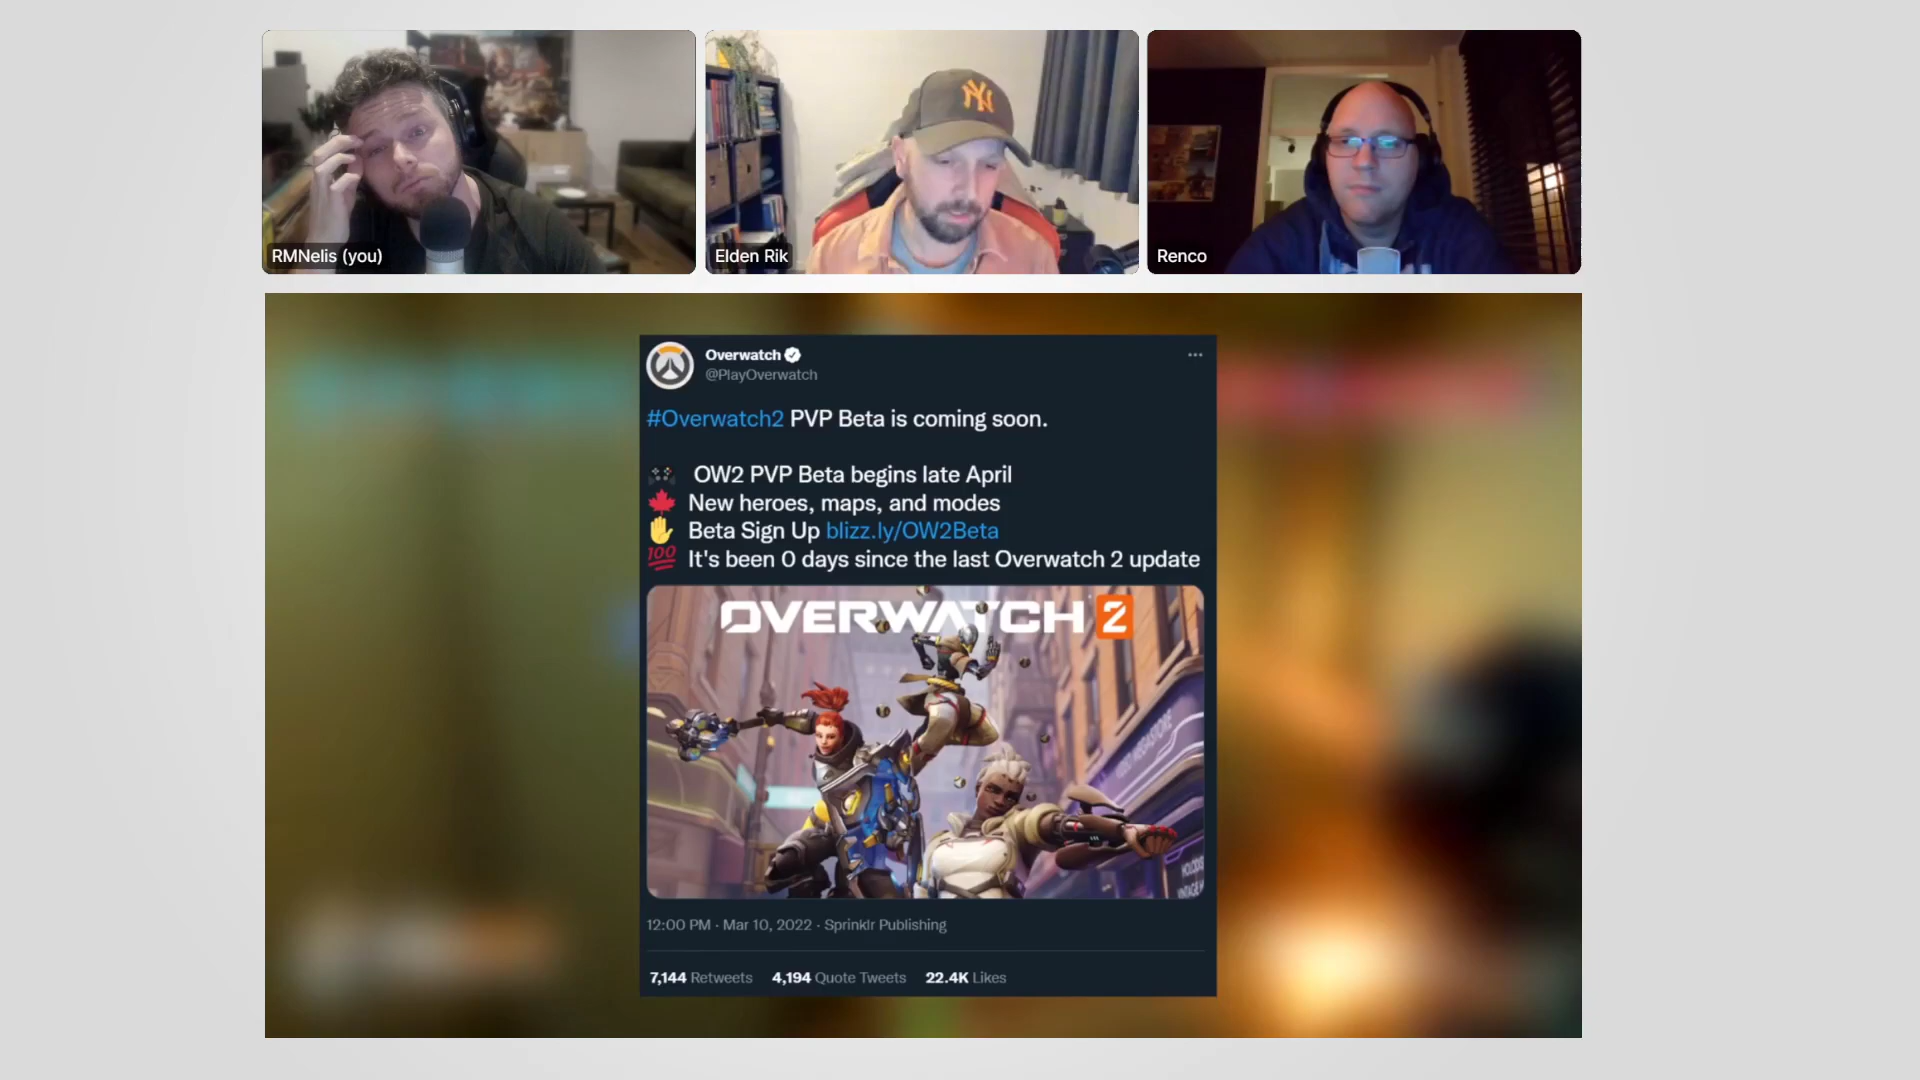 RMNelis (you)
Elden Rik
Renco
NY
Overwatch
@PlayOverwatch
#Overwatch2 PVP Beta is coming soon.
OW2 PVP Beta begins late April
New heroes, maps, and modes
Beta Sign Up blizz.ly/OW2Beta
100 It's been 0 days since the last Overwatch 2 update
OVERWATCH 2
12:00 PM · Mar 10, 2022 · Sprinklr Publishing
7,144 Retweets 4,194 Quote Tweets 22.4K Likes